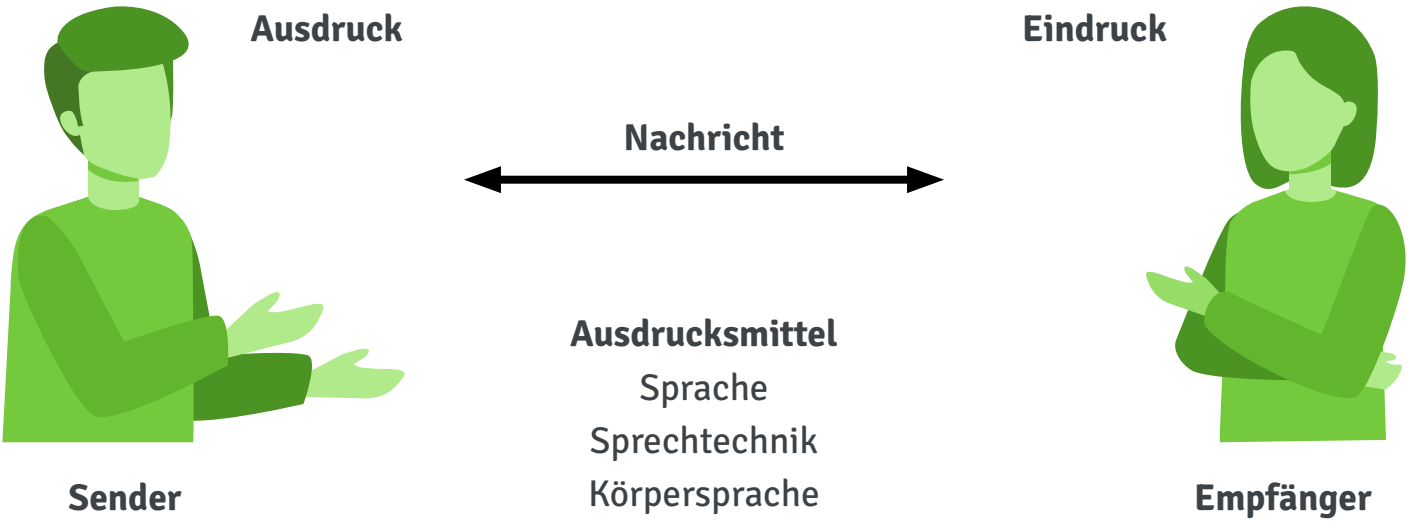 Ausdruck
Eindruck
Nachricht
Ausdrucksmittel
Sprache
Sprechtechnik
Körpersprache
Sender
Empfänger